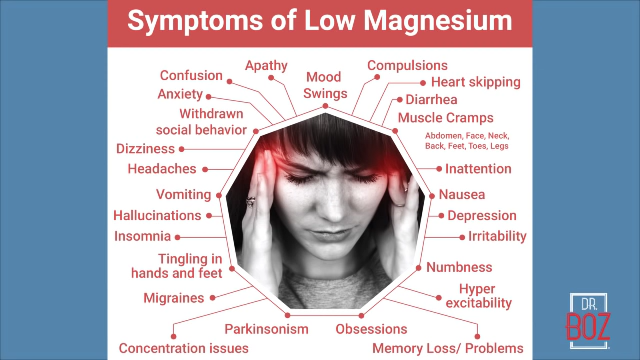 Symptoms of Low Magnesium
Apathy
Confusion
Anxiety
Withdrawn
social behavior
Dizziness
Headaches
Vomiting
Hallucinations
Insomnia
Tingling in
hands and feet
Migraines
Concentration issues
Parkinsonism
Mood
Swings
Compulsions
Heart skipping
Diarrhea
Muscle Cramps
Abdomen, Face, Neck,
Back, Feet, Toes, Legs
Inattention
Nausea
Depression
Irritability
Numbness
Hyper
excitability
Obsessions
Memory Loss/ Problems
DR.
BOZ